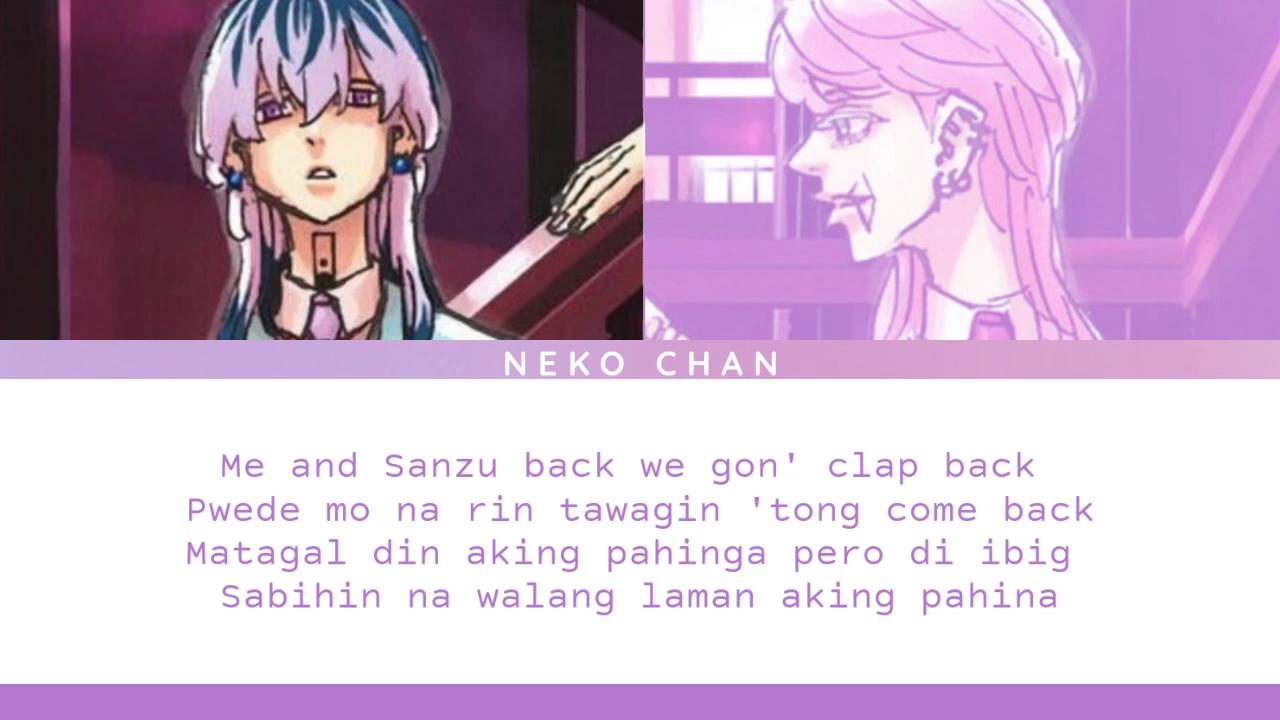 NEKO CHAN
Me and Sanzu back we gon' clap back
Pwede mo na rin tawagin 'tong come back
Matagal din aking pahinga pero di ibig
Sabihin na walang laman aking pahina